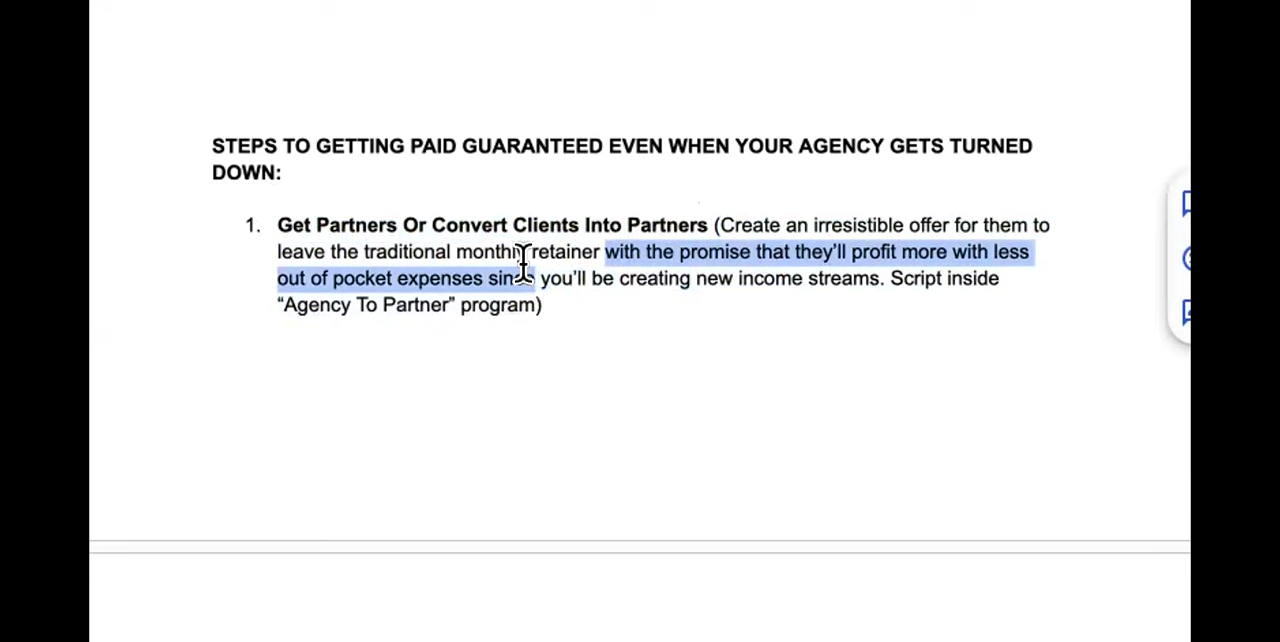 STEPS TO GETTING PAID GUARANTEED EVEN WHEN YOUR AGENCY GETS TURNED
DOWN:
1. Get Partners Or Convert Clients Into Partners (Create an irresistible offer for them to
leave the traditional monthly retainer with the promise that they’ll profit more with less
out of pocket expenses since you’ll be creating new income streams. Script inside
“Agency To Partner” program)